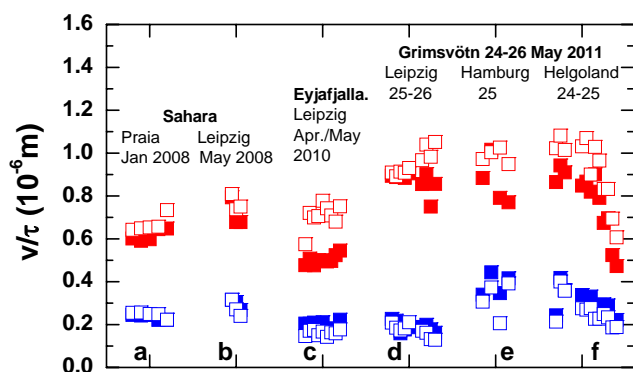 1.6
1.4
1.2
1.0
0.8
0.6
0.4
0.2
0.0
v/τ (10⁻⁶m)
Sahara
Praia
Jan 2008
Leipzig
May 2008
Eyjafjalla.
Leipzig
Apr./May
2010
Grimsvötn 24-26 May 2011
Leipzig
25-26
Hamburg
25
Helgoland
24-25
a
b
c
d
e
f